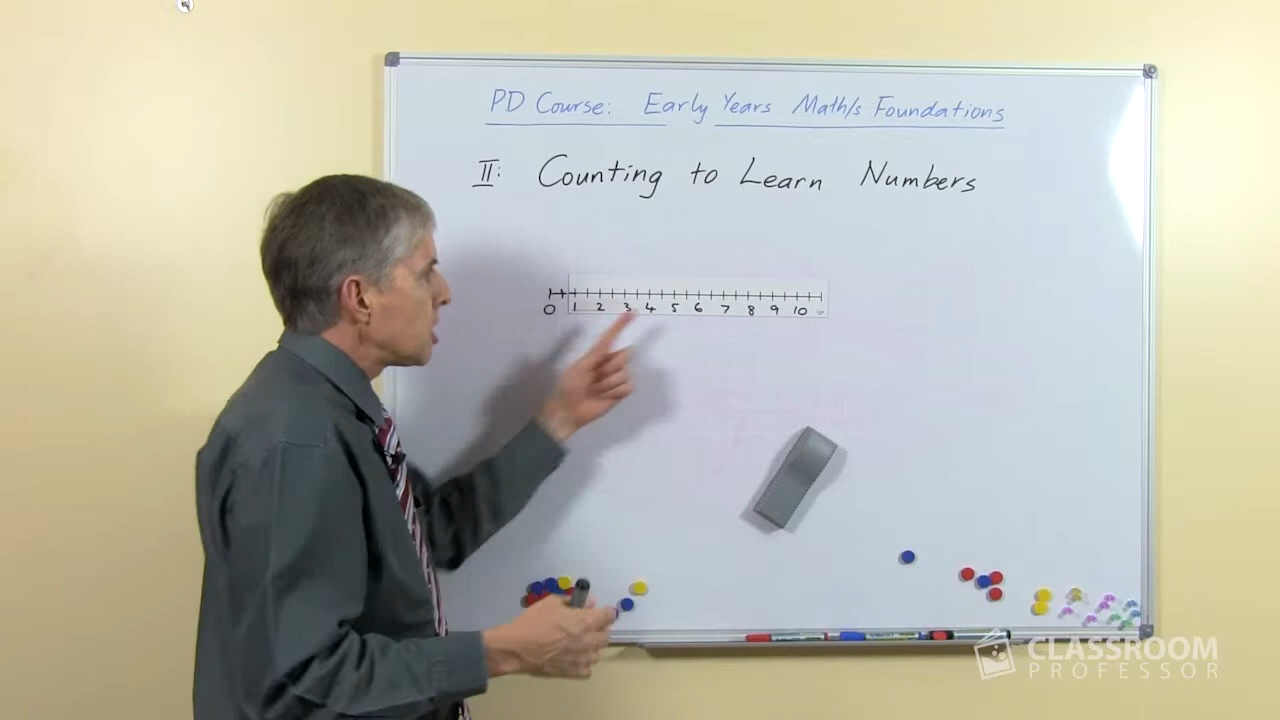 PD Course: Early Years Math/s Foundations
II: Counting to Learn Numbers
0 1 2 3 4 5 6 7 8 9 10
CLASSROOM
PROFESSOR